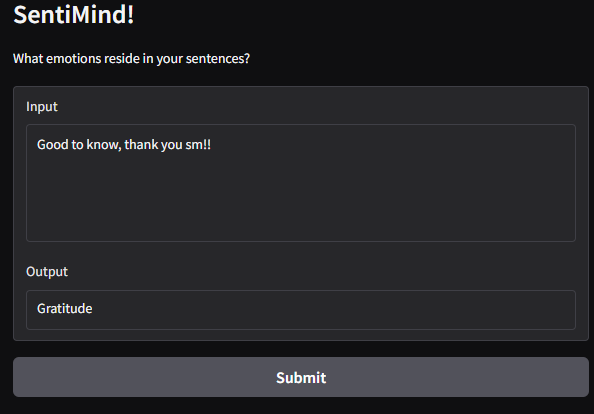 SentiMind!
What emotions reside in your sentences?
Input
Good to know, thank you sm!!
Output
Gratitude
Submit